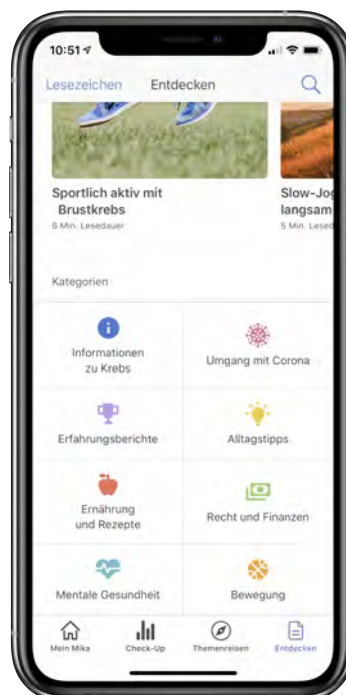 10:51
Lesezeichen Entdecken
Sportlich aktiv mit
Brustkrebs
6 Min. Lesedauer
Slow-Jog
langsam
5 Min. Lesed
Kategorien
Informationen
zu Krebs
Umgang mit Corona
Erfahrungsberichte
Alltagstipps
Ernährung
und Rezepte
Recht und Finanzen
Mentale Gesundheit
Bewegung
Mein Mika
Check-Up
Themenreisen
Entdecken